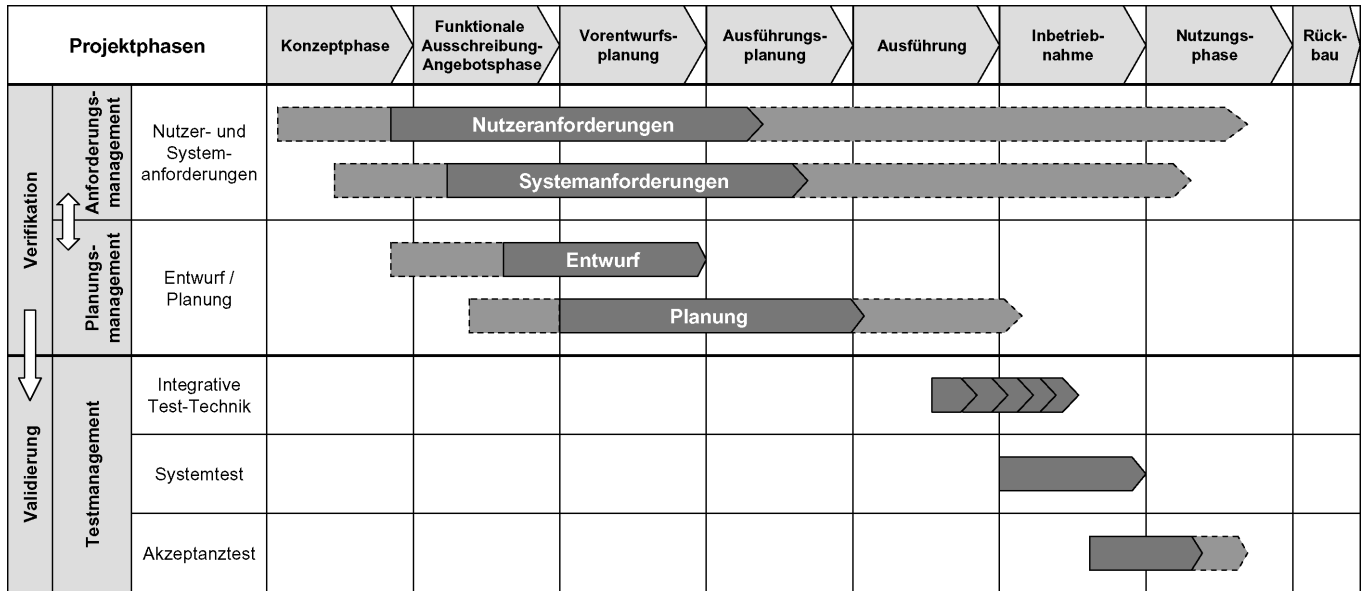 Projektphasen
Konzeptphase
Funktionale
Ausschreibung-
Angebotsphase
Vorentwurfs-
planung
Ausführungs-
planung
Ausführung
Inbetrieb-
nahme
Nutzungs-
phase
Rück-
bau
Verifikation
Anforderungs-
management
Nutzer- und
System-
anforderungen
Nutzeranforderungen
Systemanforderungen
Planungs-
management
Entwurf /
Planung
Entwurf
Planung
Validierung
Testmanagement
Integrative
Test-Technik
Systemtest
Akzeptanztest